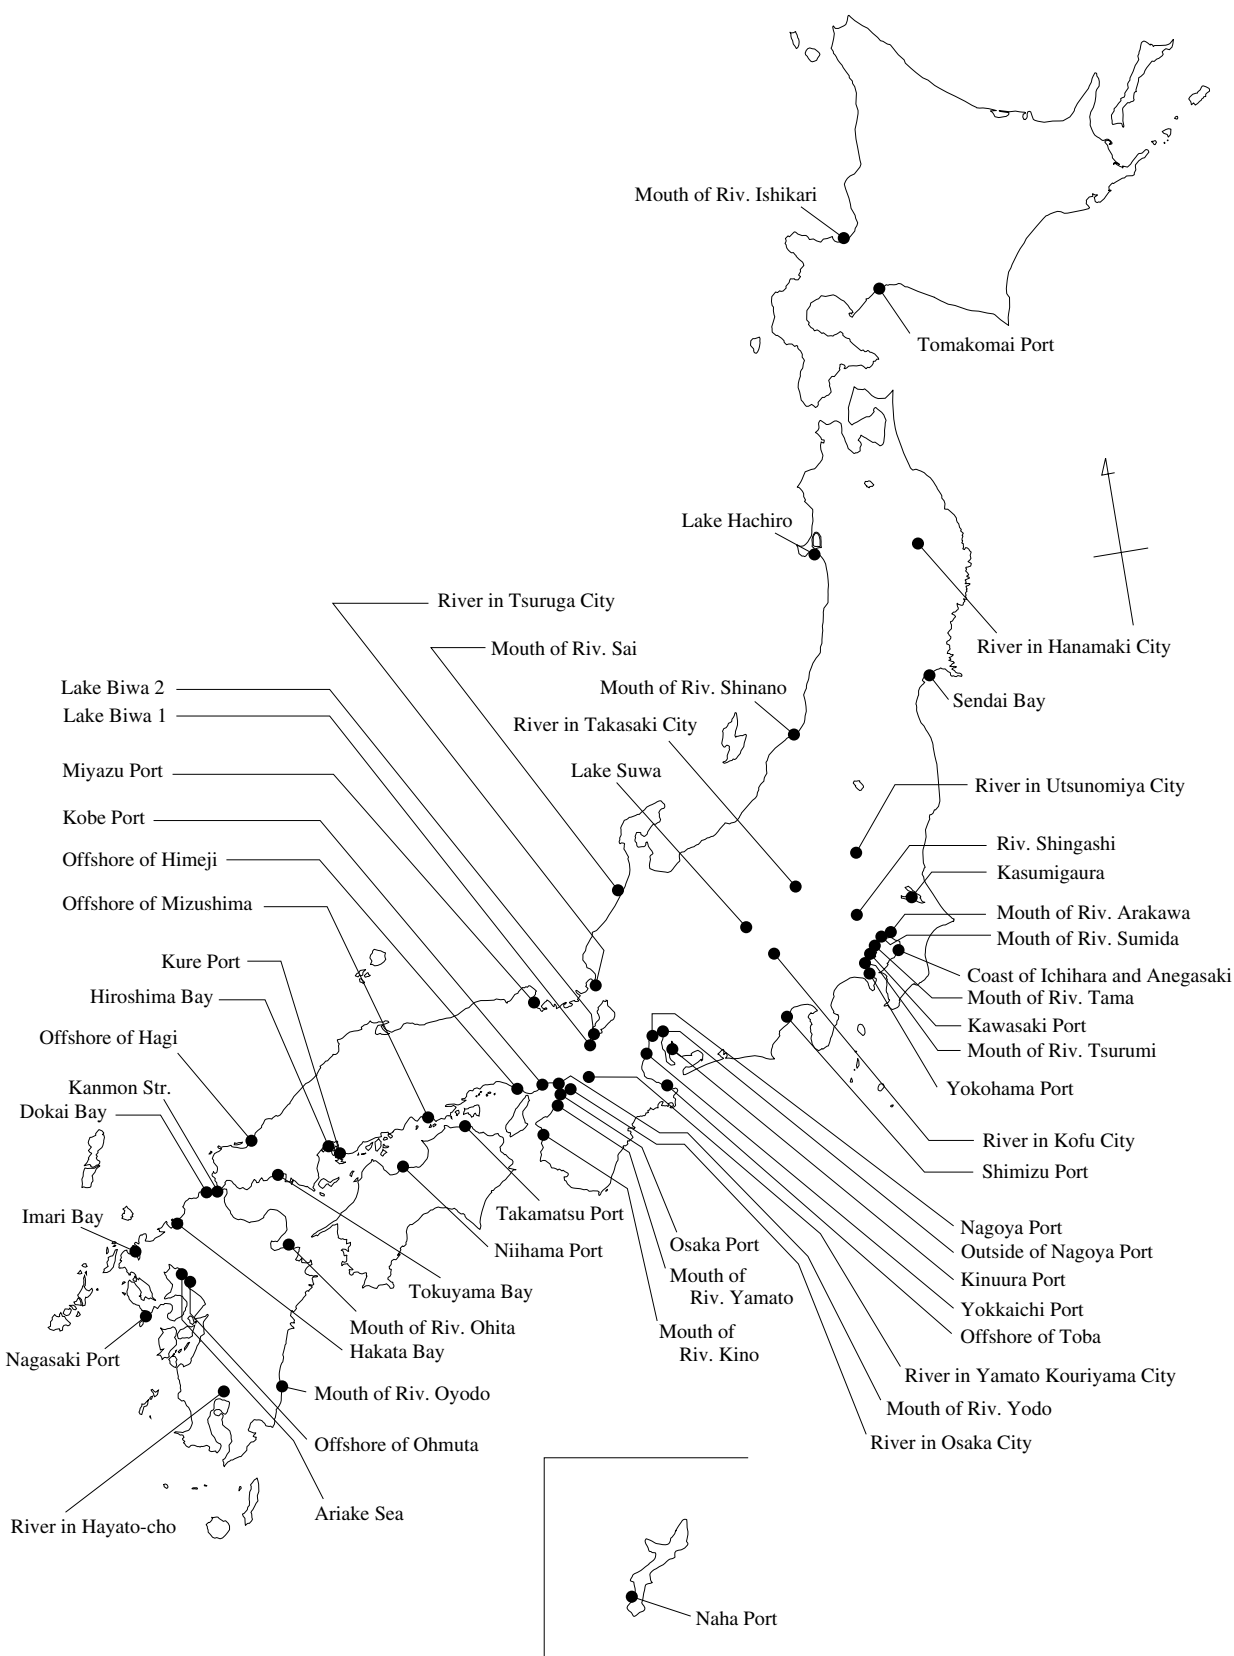 Mouth of Riv. Ishikari
Tomakomai Port
Lake Hachiro
River in Tsuruga City
River in Hanamaki City
Mouth of Riv. Sai
Lake Biwa 2
Mouth of Riv. Shinano
Sendai Bay
Lake Biwa 1
River in Takasaki City
Miyazu Port
Lake Suwa
River in Utsunomiya City
Kobe Port
Riv. Shingashi
Offshore of Himeji
Kasumigaura
Offshore of Mizushima
Mouth of Riv. Arakawa
Mouth of Riv. Sumida
Kure Port
Coast of Ichihara and Anegasaki
Hiroshima Bay
Mouth of Riv. Tama
Kawasaki Port
Offshore of Hagi
Mouth of Riv. Tsurumi
Kanmon Str.
Yokohama Port
Dokai Bay
River in Kofu City
Shimizu Port
Imari Bay
Takamatsu Port
Nagoya Port
Niihama Port
Osaka Port
Outside of Nagoya Port
Mouth of
Riv. Yamato
Kinuura Port
Tokuyama Bay
Yokkaichi Port
Mouth of Riv. Ohita
Mouth of
Riv. Kino
Offshore of Toba
Hakata Bay
Nagasaki Port
River in Yamato Kouriyama City
Mouth of Riv. Oyodo
Mouth of Riv. Yodo
Offshore of Ohmuta
River in Osaka City
Ariake Sea
River in Hayato-cho
Naha Port